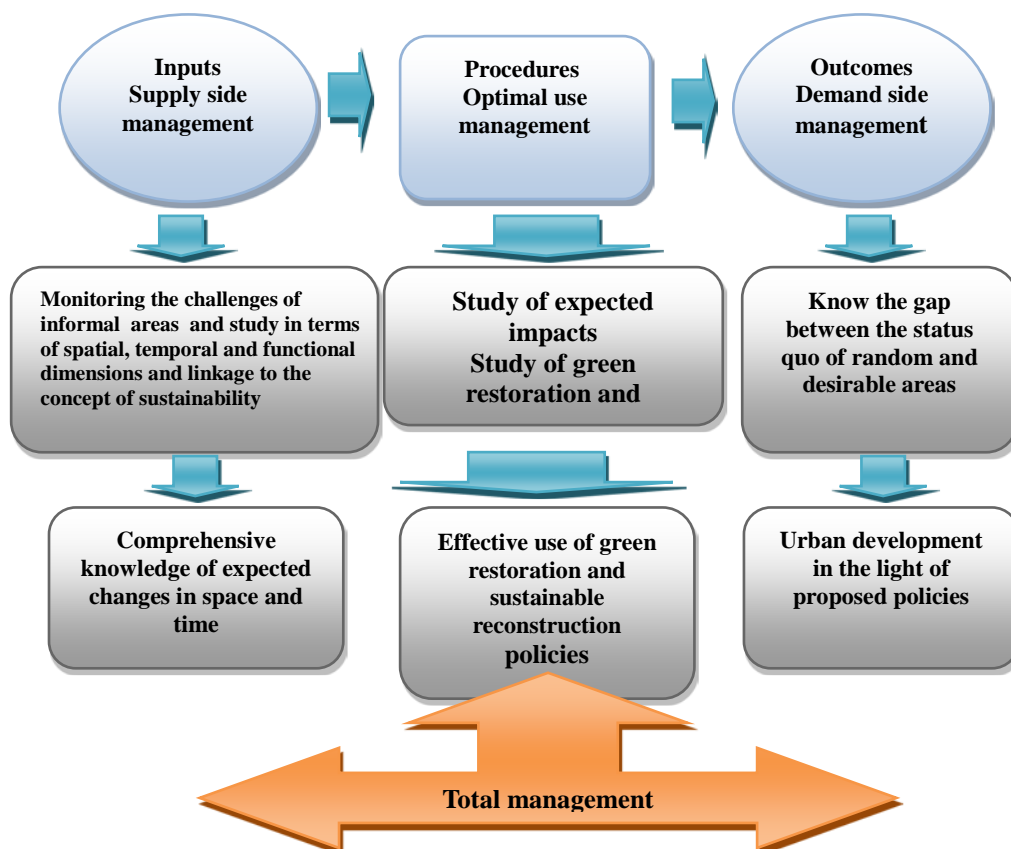 Inputs
Supply side
management
Procedures
Optimal use
management
Outcomes
Demand side
management
Monitoring the challenges of
informal areas and study in terms
of spatial, temporal and functional
dimensions and linkage to the
concept of sustainability
Study of expected
impacts
Study of green
restoration and
Know the gap
between the status
quo of random and
desirable areas
Comprehensive
knowledge of expected
changes in space and
time
Effective use of green
restoration and
sustainable
reconstruction
policies
Urban development
in the light of
proposed policies
Total management